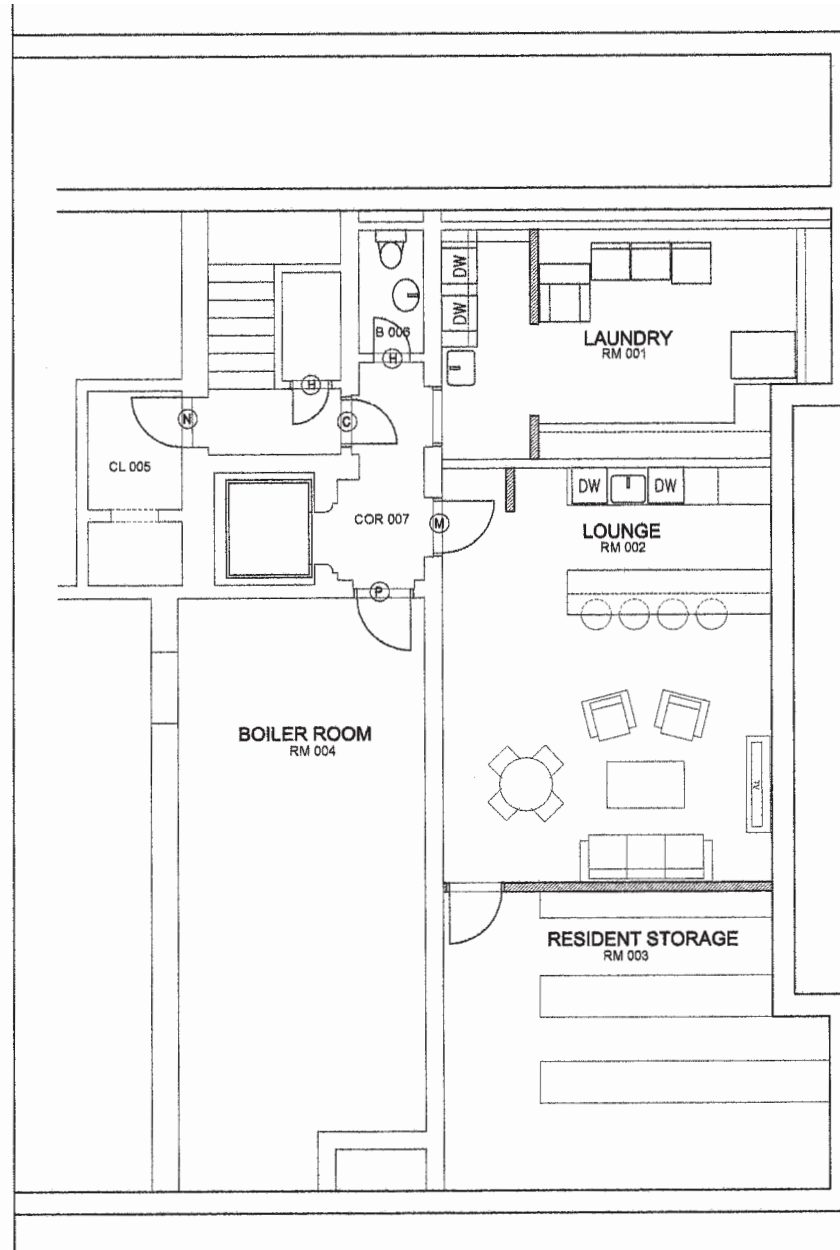 DW
DW
B 006
H
H
LAUNDRY
RM 001
N
C
CL 005
DW
DW
COR 007
M
LOUNGE
RM 002
P
BOILER ROOM
RM 004
TV
RESIDENT STORAGE
RM 003